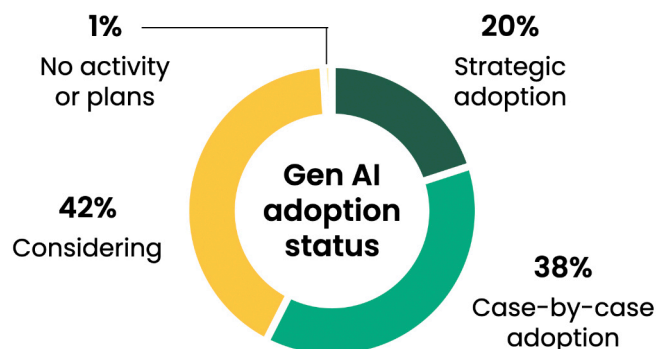 1%
No activity
or plans
20%
Strategic
adoption
Gen AI
adoption
status
42%
Considering
38%
Case-by-case
adoption